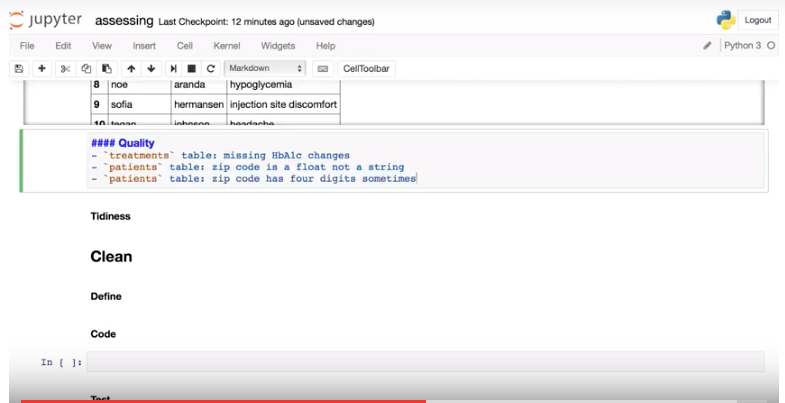 jupyter assessing Last Checkpoint: 12 minutes ago (unsaved changes) Logout
File Edit View Insert Cell Kernel Widgets Help Python 3
Markdown CellToolbar
8 noe aranda hypoglycemia
9 sofia hermansen injection site discomfort
10 tegan johnson headache
#### Quality
- `treatments` table: missing HbA1c changes
- `patients` table: zip code is a float not a string
- `patients` table: zip code has four digits sometimes
Tidiness
Clean
Define
Code
In [ ]:
Test